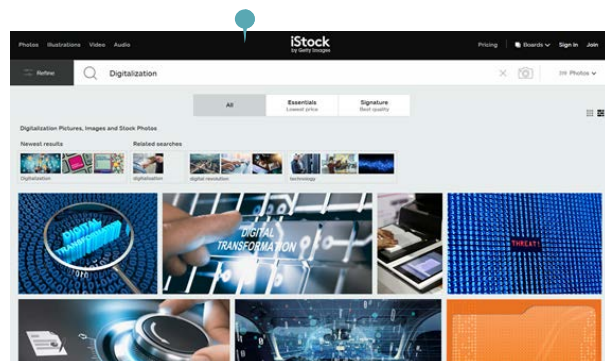 Photos Illustrations Video Audio
iStock
by Getty Images
Pricing Boards Sign in Join
Refine
Digitalization
Photos
All
Essentials
Lowest price
Signature
Best quality
Digitalization Pictures, Images and Stock Photos
Newest results Related searches
Digitalization digitalisation digital revolution technology
DIGITAL
TRANSFORMATION
DIGITAL
TRANSFORMATION
THREAT!